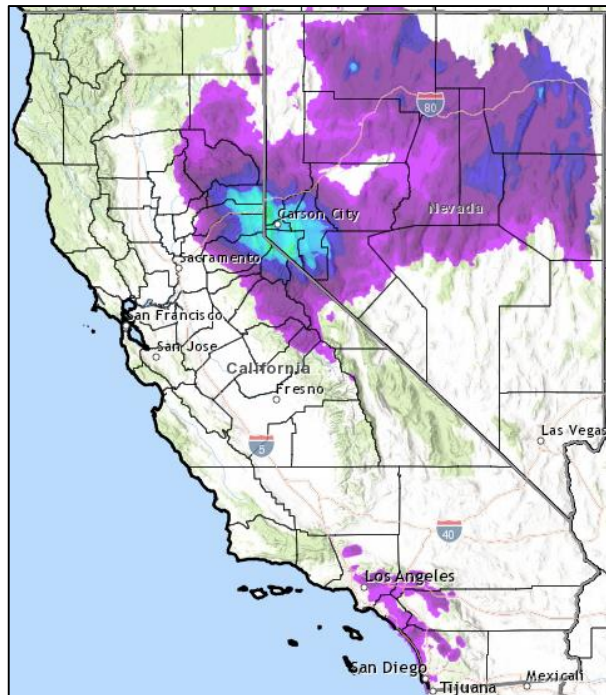 80
Carson City
Nevada
Sacramento
San Francisco
San Jose
California
Fresno
Las Vegas
5
40
Los Angeles
San Diego
Tijuana
Mexicali